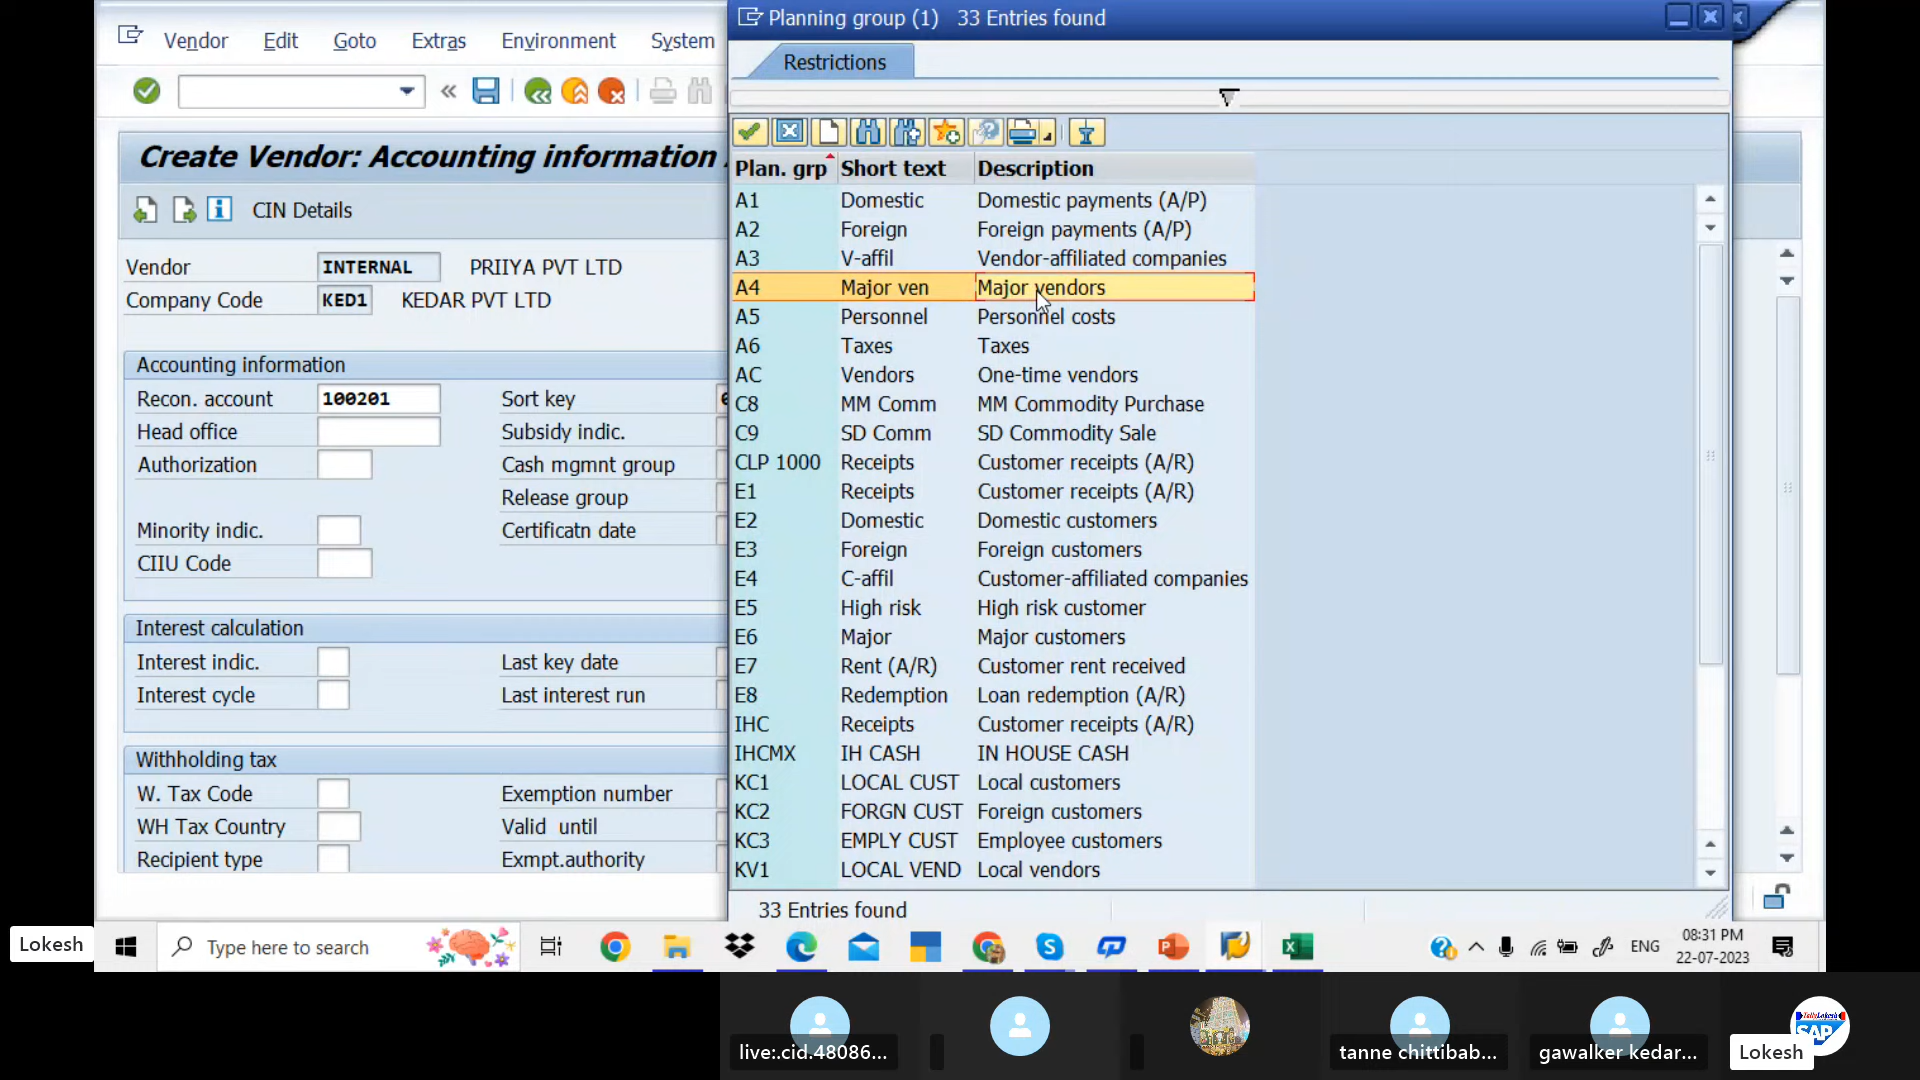 Planning group (1) 33 Entries found
Vendor Edit Goto Extras Environment System
Restrictions
Create Vendor: Accounting information
CIN Details
Vendor INTERNAL PRIIYA PVT LTD
Company Code KED1 KEDAR PVT LTD
Accounting information
Recon. account 100201 Sort key
Head office Subsidy indic.
Authorization Cash mgmnt group
Release group
Minority indic. Certificatn date
CIIU Code
Interest calculation
Interest indic. Last key date
Interest cycle Last interest run
Withholding tax
W. Tax Code Exemption number
WH Tax Country Valid until
Recipient type Exmpt.authority
Plan. grp Short text Description
A1 Domestic Domestic payments (A/P)
A2 Foreign Foreign payments (A/P)
A3 V-affil Vendor-affiliated companies
A4 Major ven Major vendors
A5 Personnel Personnel costs
A6 Taxes Taxes
AC Vendors One-time vendors
C8 MM Comm MM Commodity Purchase
C9 SD Comm SD Commodity Sale
CLP 1000 Receipts Customer receipts (A/R)
E1 Receipts Customer receipts (A/R)
E2 Domestic Domestic customers
E3 Foreign Foreign customers
E4 C-affil Customer-affiliated companies
E5 High risk High risk customer
E6 Major Major customers
E7 Rent (A/R) Customer rent received
E8 Redemption Loan redemption (A/R)
IHC Receipts Customer receipts (A/R)
IHCMX IH CASH IN HOUSE CASH
KC1 LOCAL CUST Local customers
KC2 FORGN CUST Foreign customers
KC3 EMPLY CUST Employee customers
KV1 LOCAL VEND Local vendors
33 Entries found
Lokesh
Type here to search
ENG
08:31 PM
22-07-2023
live:.cid.48086...
tanne chittibab...
gawalker kedar...
SAP
Lokesh